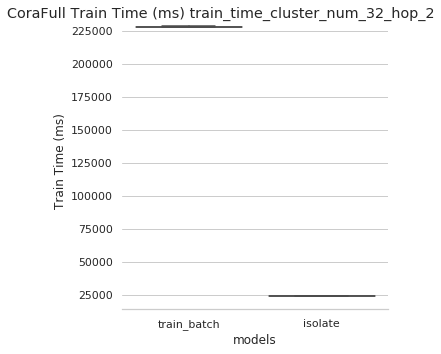 CoraFull Train Time (ms) train_time_cluster_num_32_hop_2
225000
200000
175000
150000
125000
100000
75000
50000
25000
Train Time (ms)
train_batch
isolate
models